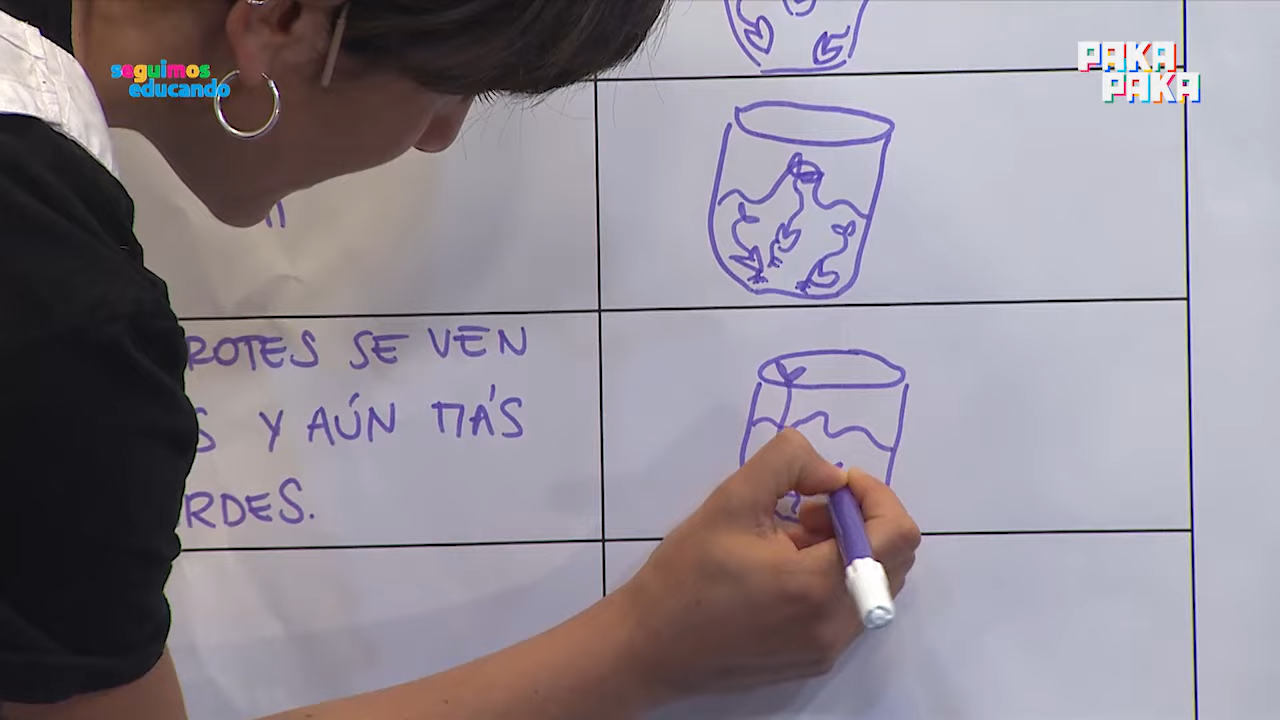 seguimos
educando
PAKA
PAKA
ROTES SE VEN
S Y AÚN MÁS
RDES.